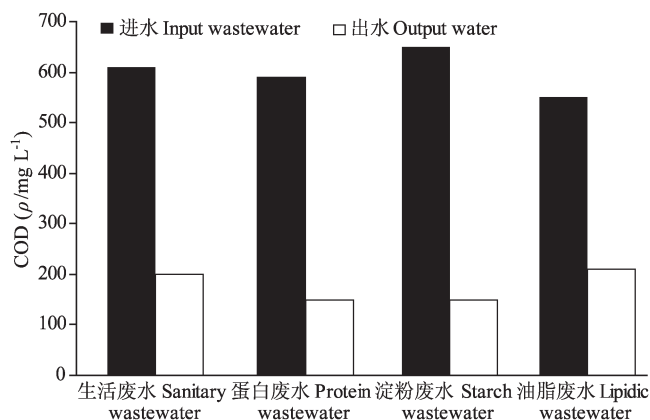 700
进水 Input wastewater
出水 Output water
600
500
400
300
200
100
0
COD (ρ/mg L-1)
生活废水 Sanitary wastewater
蛋白废水 Protein wastewater
淀粉废水 Starch wastewater
油脂废水 Lipidic wastewater